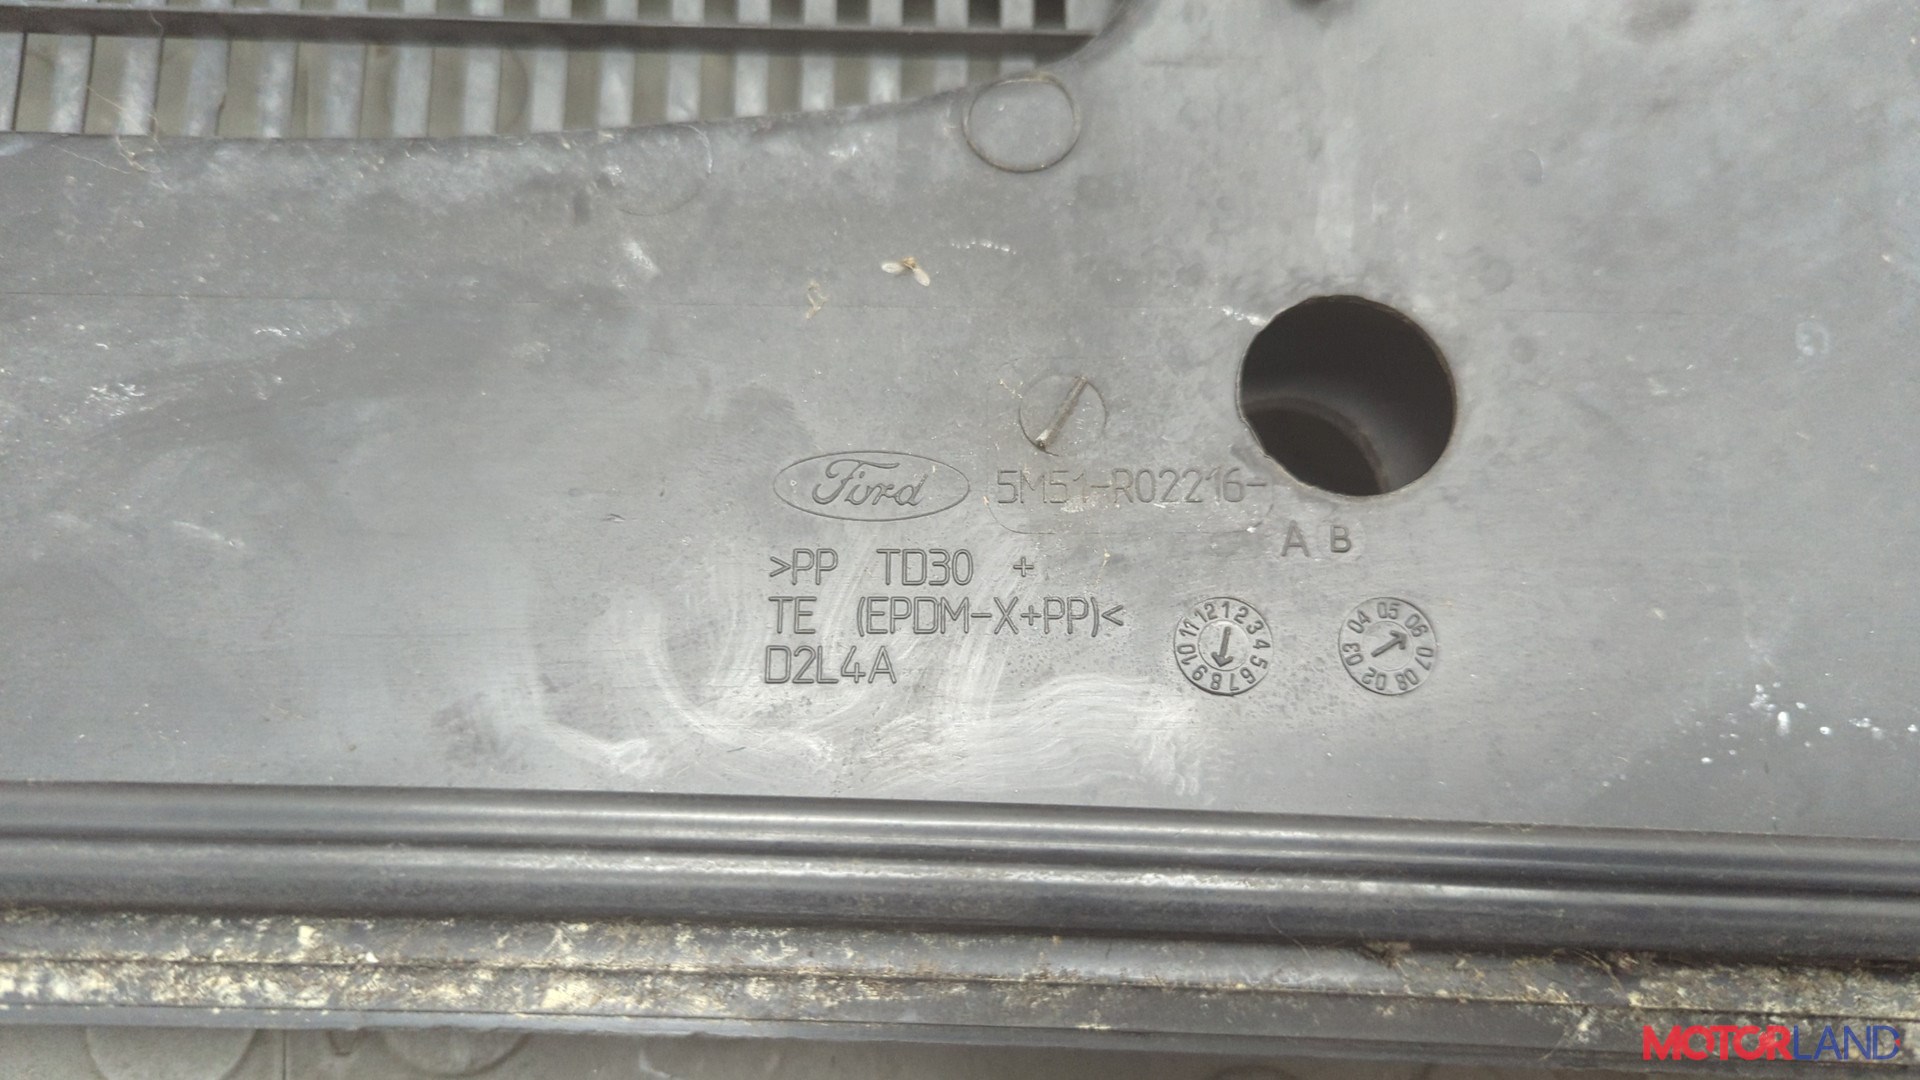 Ford 5M51-R02216-
A B
>PP TD30 +
TE (EPDM-X+PP)<
D2L4A
1 2 3 4 5 6 7 8 9 10 11 12
02 03 04 05 06 07 08
MOTORLAND